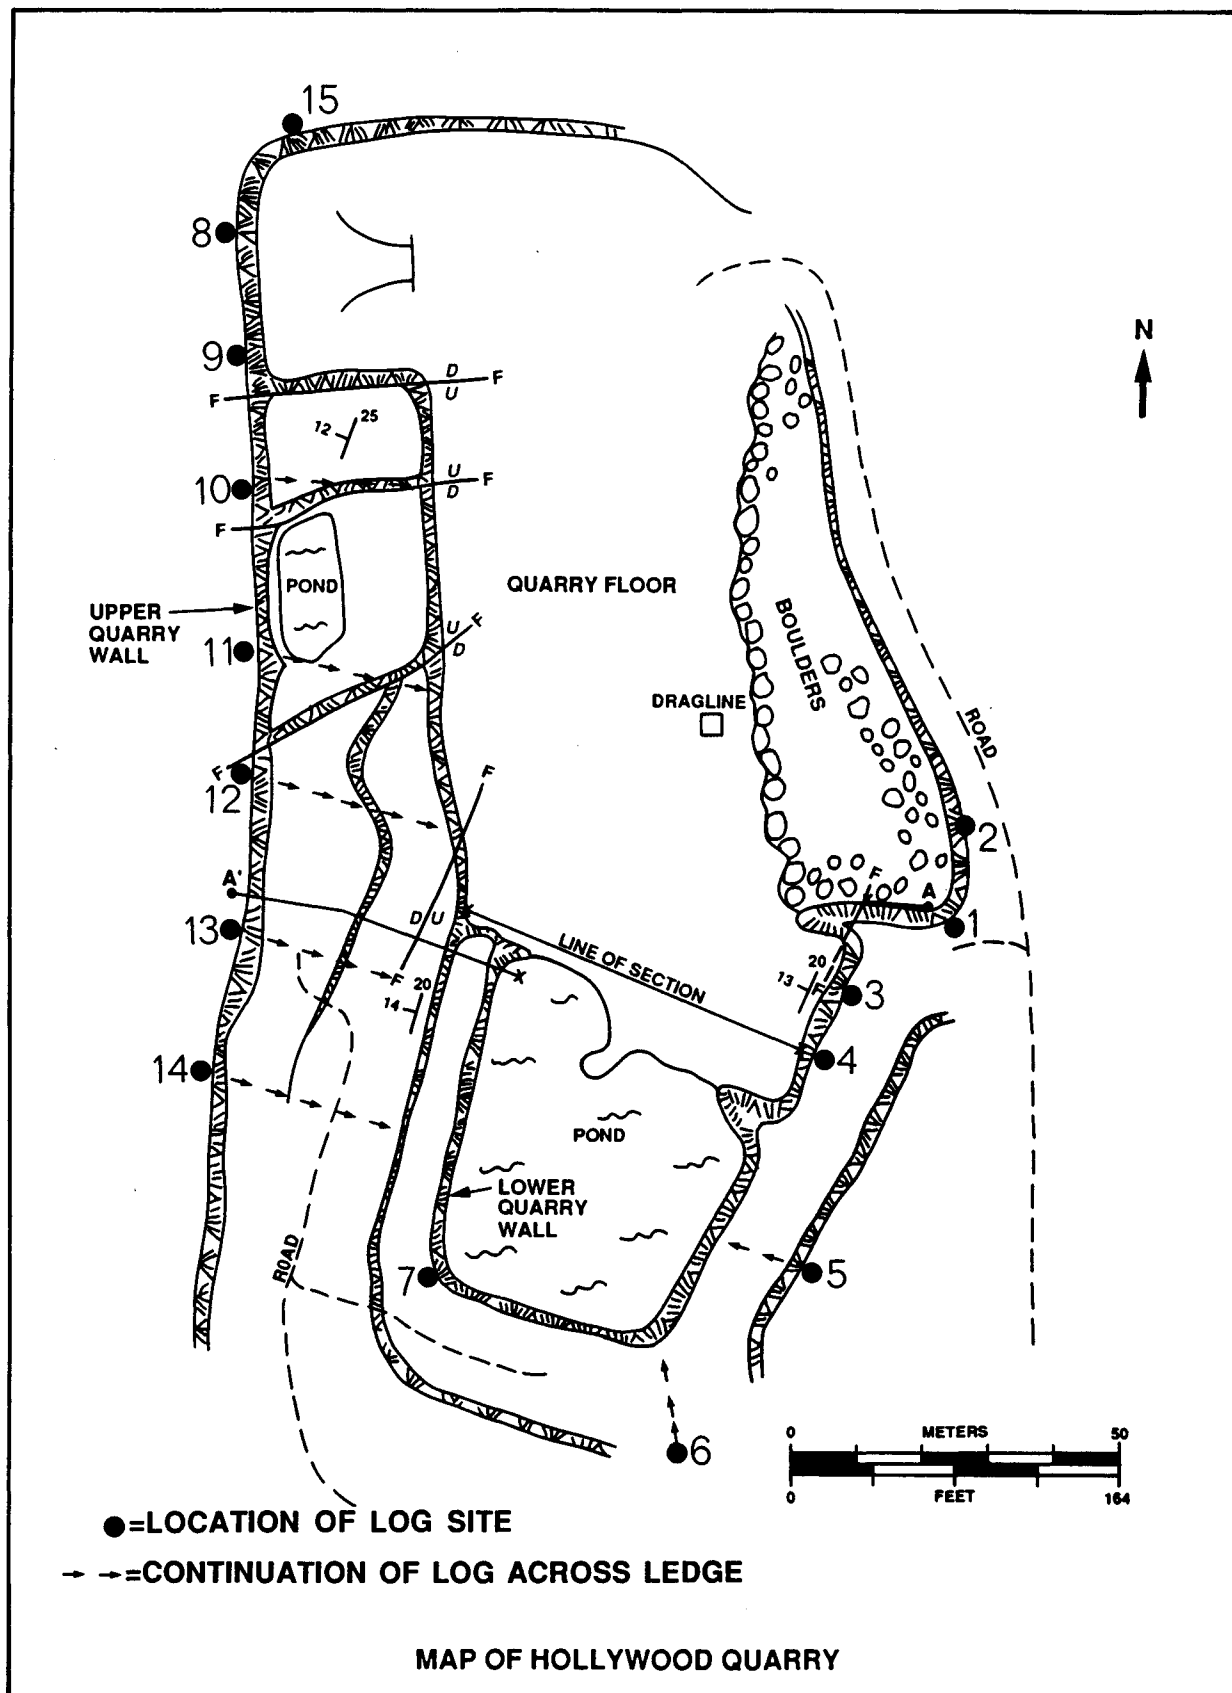 15
8
N
9
D
F
F
U
12
25
10
U
F
D
F
POND
QUARRY FLOOR
UPPER
QUARRY
WALL
BOULDERS
11
U
F
D
DRAGLINE
ROAD
F
F
12
2
A'
F
A
13
D
U
LINE OF SECTION
1
F
20
14
20
13
F
3
14
4
POND
LOWER
QUARRY
WALL
ROAD
7
5
6
0
METERS
50
0
FEET
164
=LOCATION OF LOG SITE
=CONTINUATION OF LOG ACROSS LEDGE
MAP OF HOLLYWOOD QUARRY